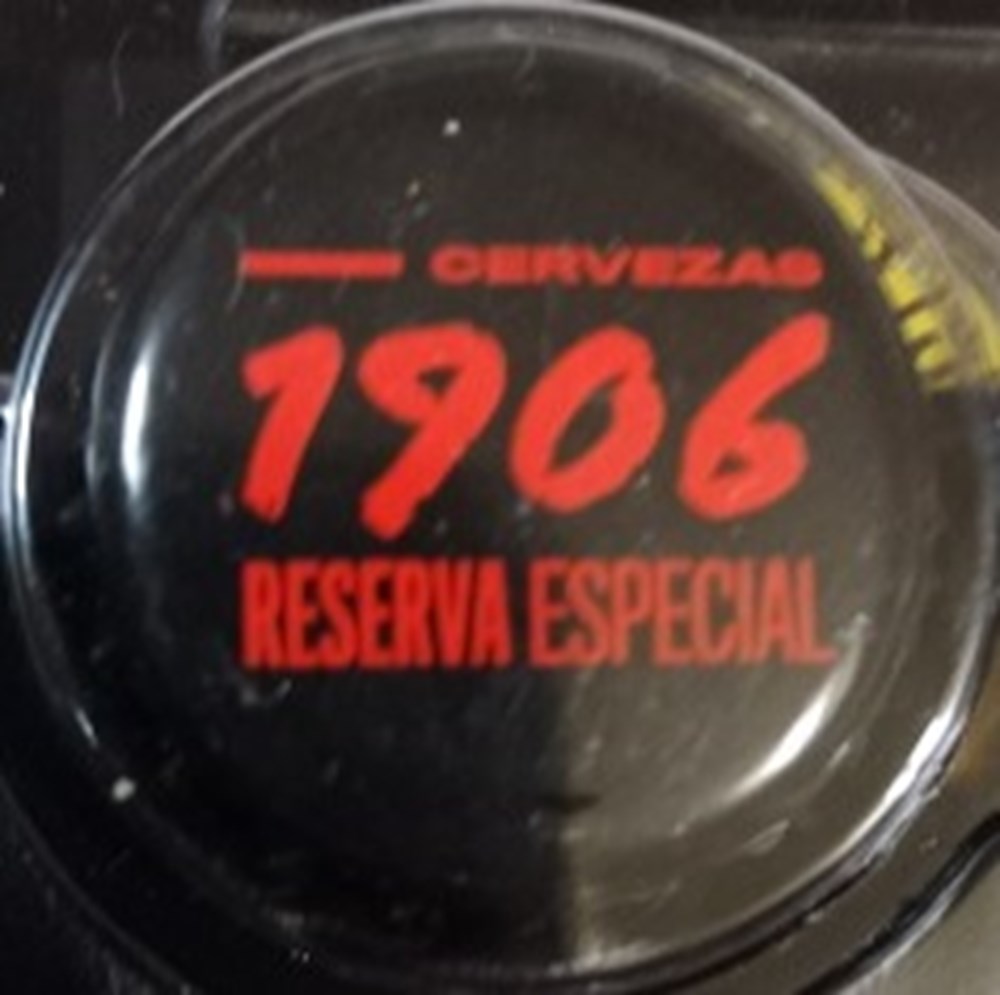 CERVEZAS
1906
RESERVA ESPECIAL